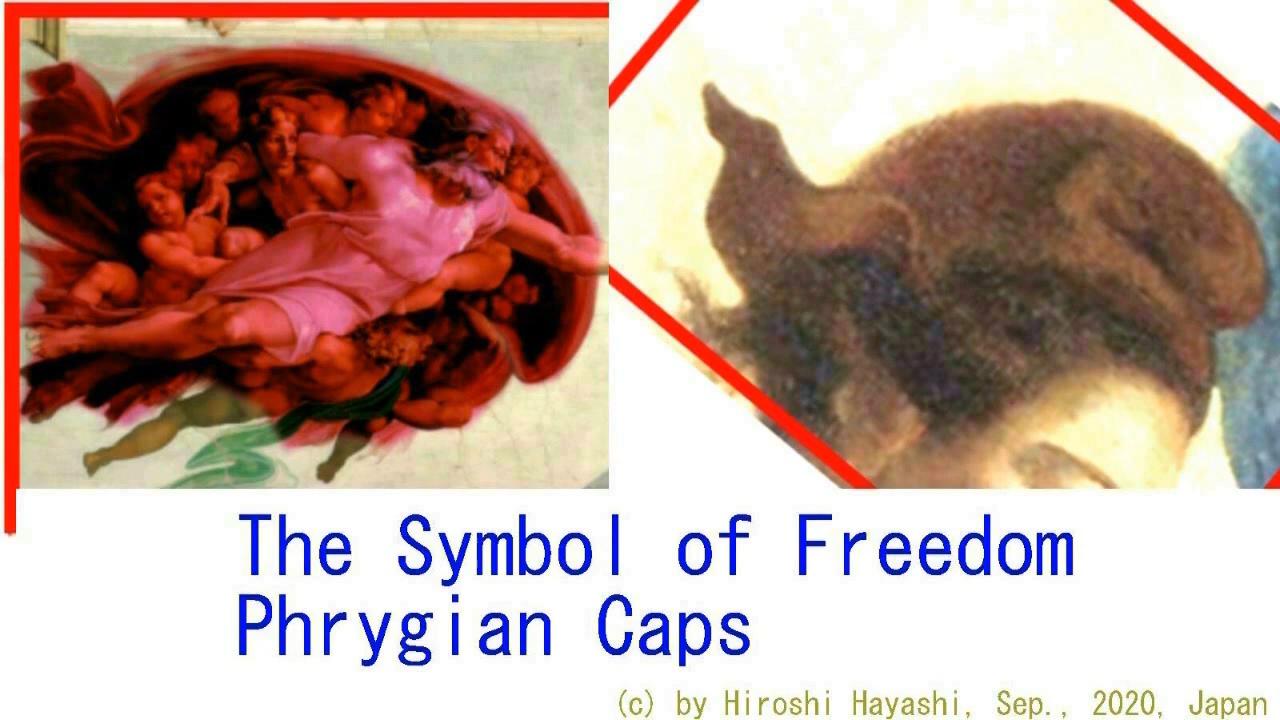 The Symbol of Freedom
Phrygian Caps
(c) by Hiroshi Hayashi, Sep., 2020, Japan